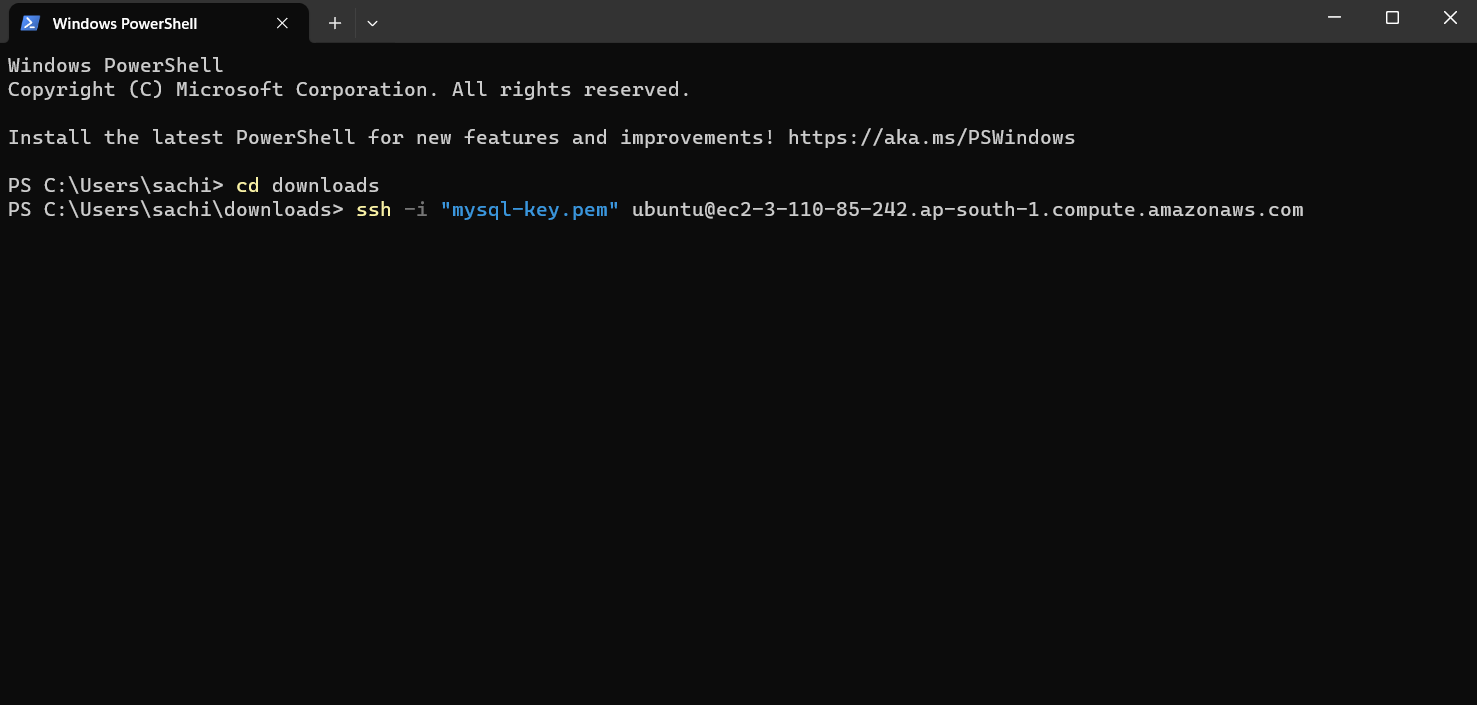 Windows PowerShell
Windows PowerShell
Copyright (C) Microsoft Corporation. All rights reserved.
Install the latest PowerShell for new features and improvements! https://aka.ms/PSWindows
PS C:\Users\sachi> cd downloads
PS C:\Users\sachi\downloads> ssh -i "mysql-key.pem" ubuntu@ec2-3-110-85-242.ap-south-1.compute.amazonaws.com